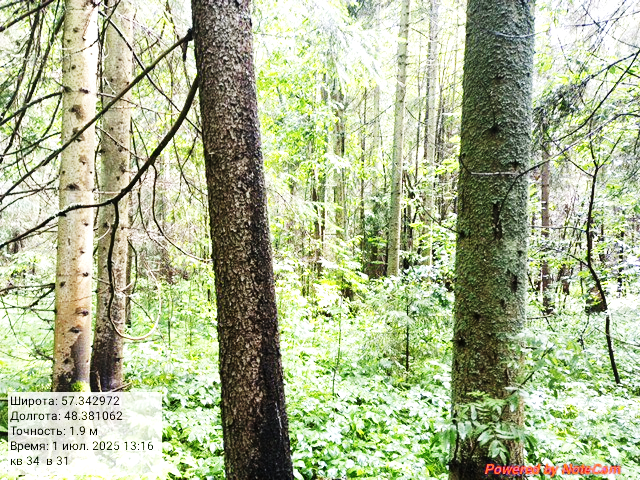 Широта: 57.342972
Долгота: 48.381062
Точность: 1.9 м
Время: 1 июл. 2025 13:16
кв 34 в 31
Powered by NoteCam